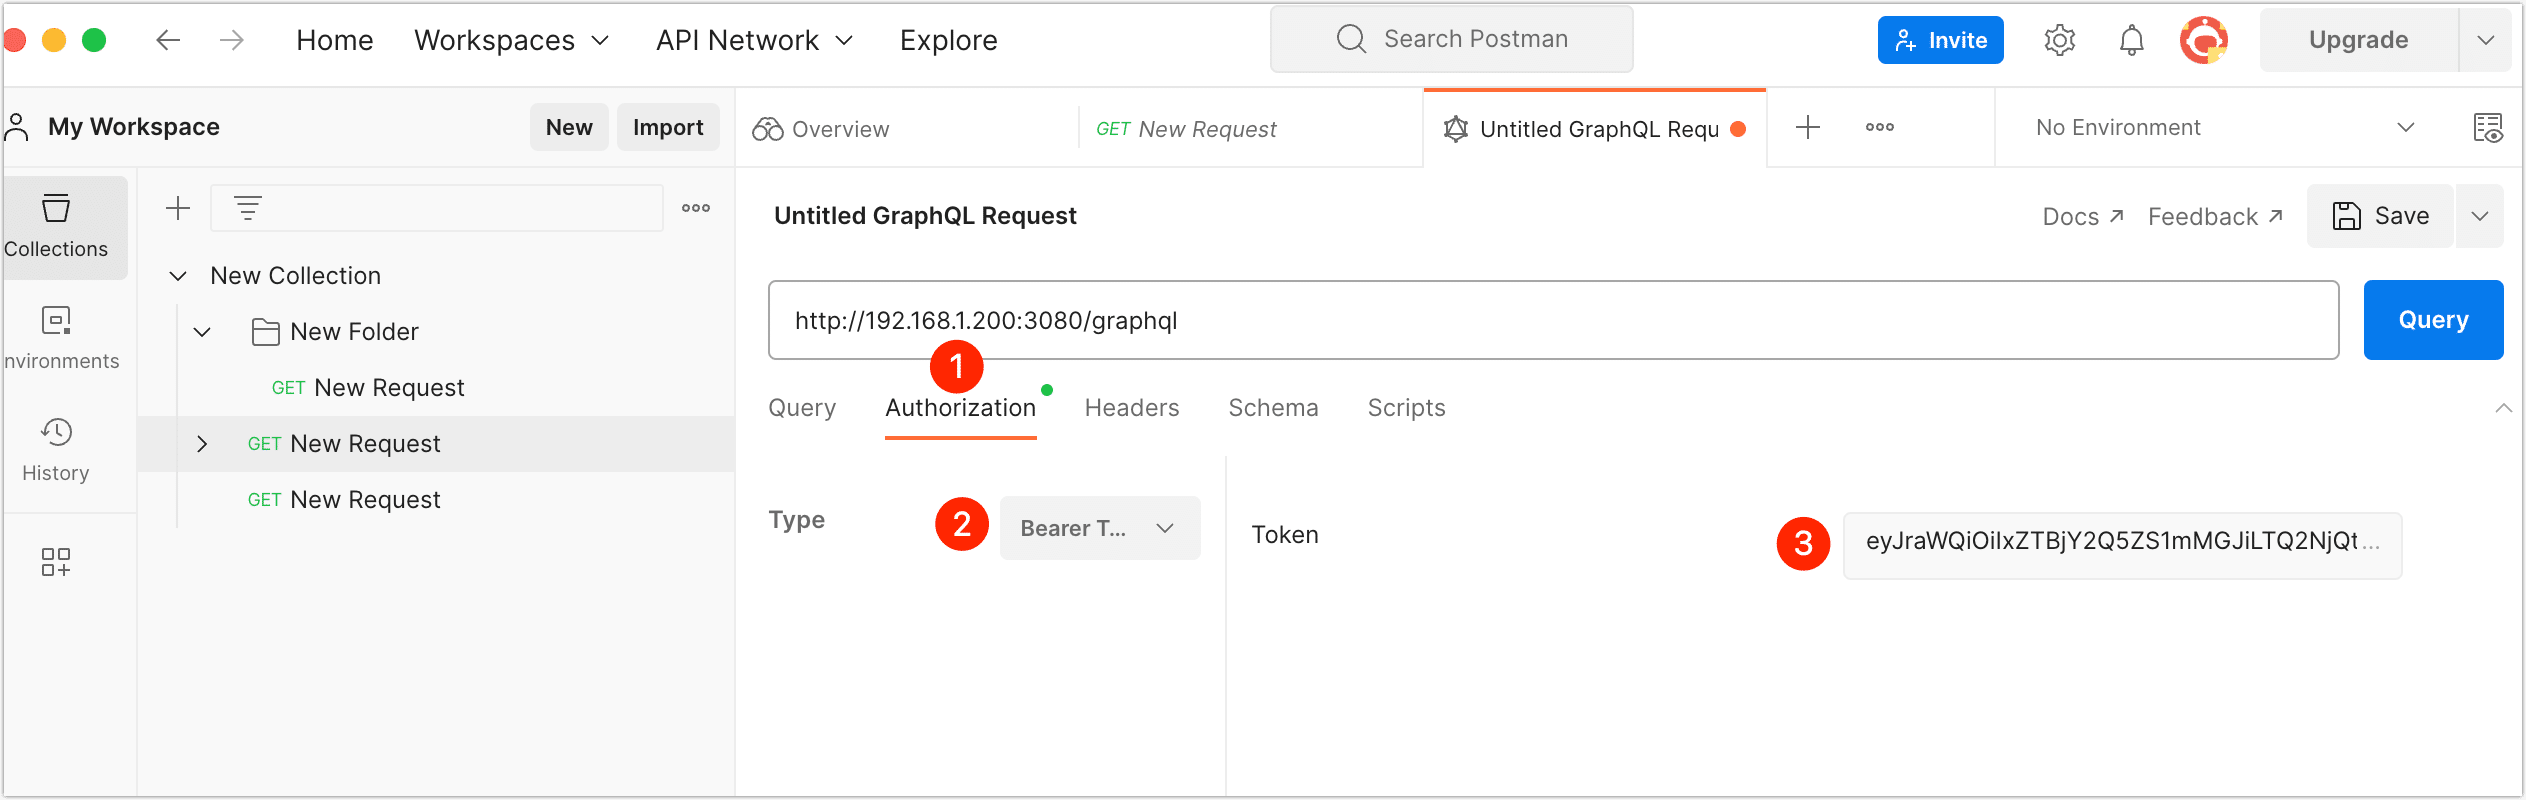 Home Workspaces API Network Explore Search Postman Invite Upgrade
My Workspace New Import Overview GET New Request Untitled GraphQL Requ No Environment
Collections
nvironments
History
New Collection
New Folder
GET New Request
GET New Request
GET New Request
Untitled GraphQL Request Docs Feedback Save
http://192.168.1.200:3080/graphql Query
1
Query Authorization Headers Schema Scripts
Type 2 Bearer T... Token 3 eyJraWQiOiIxZTBjY2Q5ZS1mMGJiLTQ2NjQt...